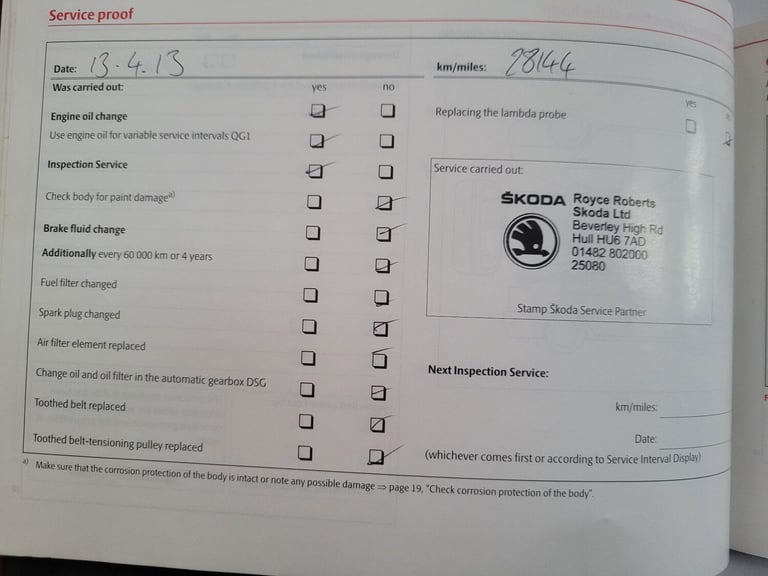 Service proof
Date: 13.4.13
km/miles: 28144
Was carried out:
yes no
Engine oil change
Use engine oil for variable service intervals QG1
Inspection Service
Check body for paint damage a)
Brake fluid change
Additionally every 60 000 km or 4 years
Fuel filter changed
Spark plug changed
Air filter element replaced
Change oil and oil filter in the automatic gearbox DSG
Toothed belt replaced
Toothed belt-tensioning pulley replaced
yes
Replacing the lambda probe
Service carried out:
ŠKODA
Royce Roberts
Skoda Ltd
Beverley High Rd
Hull HU6 7AD
01482 802000
25080
Stamp Škoda Service Partner
Next Inspection Service:
km/miles:
Date:
(whichever comes first or according to Service Interval Display)
a) Make sure that the corrosion protection of the body is intact or note any possible damage ⇒ page 19, "Check corrosion protection of the body".